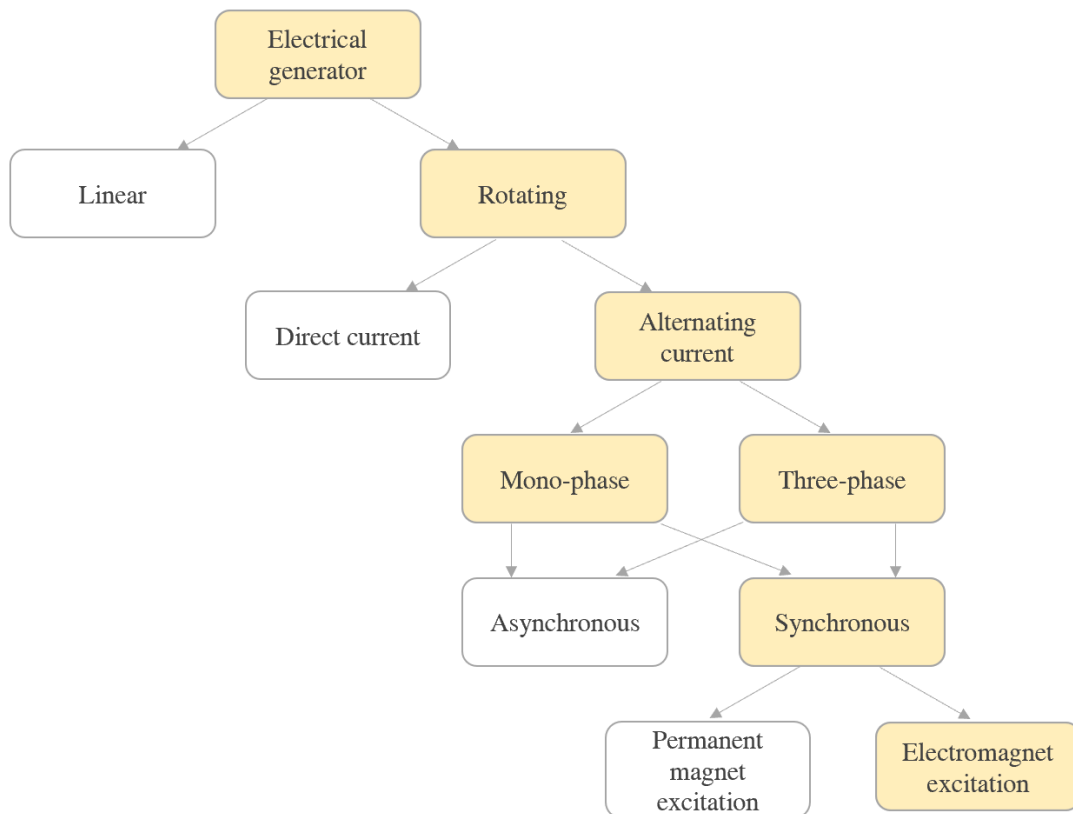 Electrical
generator
Linear
Rotating
Direct current
Alternating
current
Mono-phase
Three-phase
Asynchronous
Synchronous
Permanent
magnet
excitation
Electromagnet
excitation